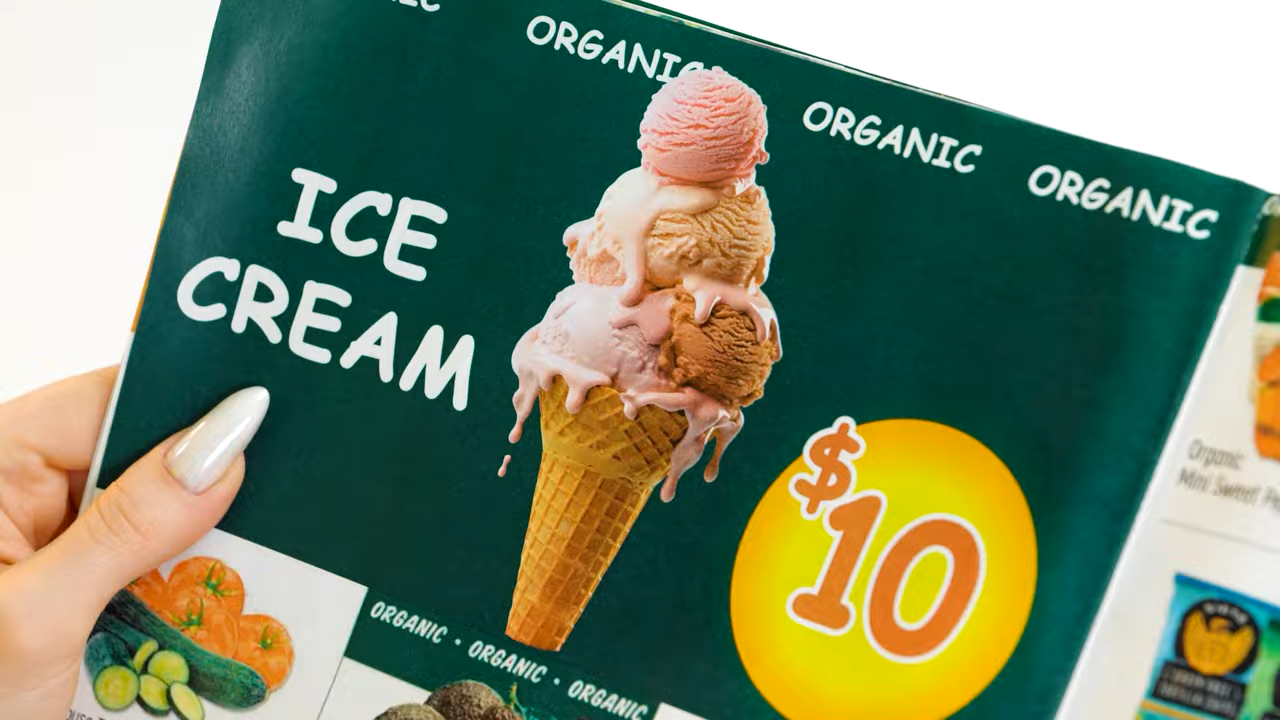 ORGANIC
ORGANIC
ORGANIC
ICE
CREAM
$10
ORGANIC · ORGANIC · ORGANIC
Organic
Mini Sweet